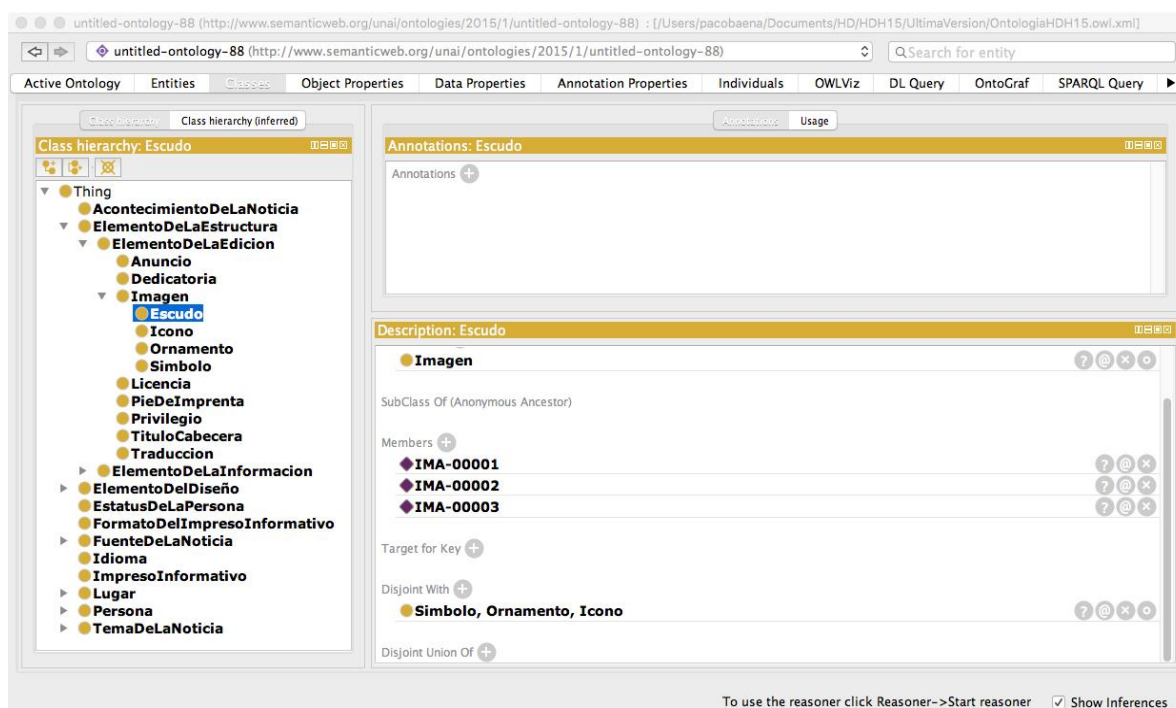 untitled-ontology-88 (http://www.semanticweb.org/unai/ontologies/2015/1/untitled-ontology-88) : [/Users/pacobaena/Documents/HD/HDH15/UltimaVersion/OntologiaHDH15.owl.xml]
untitled-ontology-88 (http://www.semanticweb.org/unai/ontologies/2015/1/untitled-ontology-88) Search for entity
Active Ontology Entities Classes Object Properties Data Properties Annotation Properties Individuals OWLViz DL Query OntoGraf SPARQL Query
Class hierarchy Class hierarchy (inferred)
Class hierarchy: Escudo
Thing
AcontecimientoDeLaNoticia
ElementoDeLaEstructura
ElementoDeLaEdicion
Anuncio
Dedicatoria
Imagen
Escudo
Icono
Ornamento
Simbolo
Licencia
PieDeImprenta
Privilegio
TituloCabecera
Traduccion
ElementoDeLaInformacion
ElementoDelDiseño
EstatusDeLaPersona
FormatoDelImpresoInformativo
FuenteDeLaNoticia
Idioma
ImpresoInformativo
Lugar
Persona
TemaDeLaNoticia
Annotations Usage
Annotations: Escudo
Annotations
Description: Escudo
Imagen
SubClass Of (Anonymous Ancestor)
Members
IMA-00001
IMA-00002
IMA-00003
Target for Key
Disjoint With
Simbolo, Ornamento, Icono
Disjoint Union Of
To use the reasoner click Reasoner->Start reasoner Show Inferences